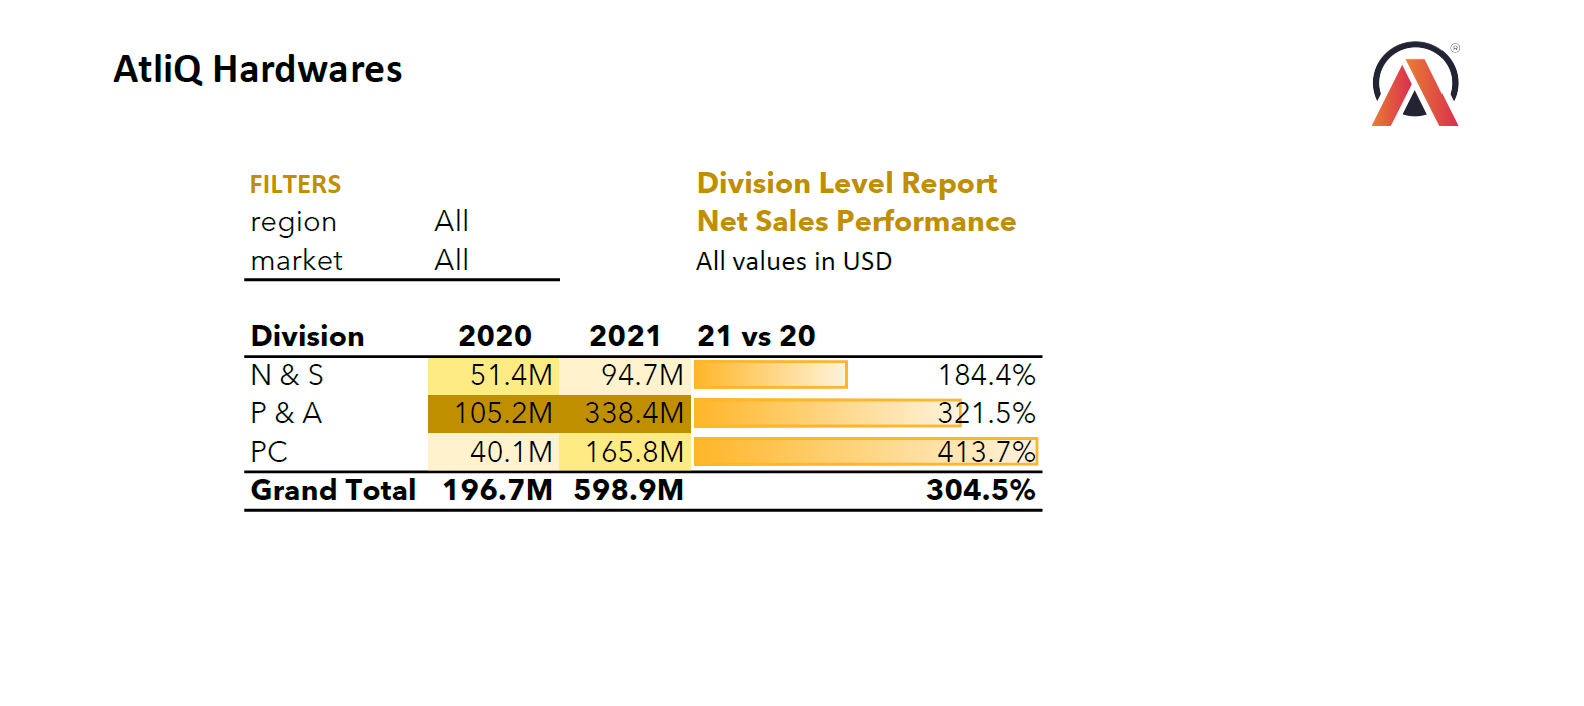 AtliQ Hardwares
®
FILTERS
region All
market All
Division Level Report
Net Sales Performance
All values in USD
Division 2020 2021 21 vs 20
N & S 51.4M 94.7M 184.4%
P & A 105.2M 338.4M 321.5%
PC 40.1M 165.8M 413.7%
Grand Total 196.7M 598.9M 304.5%